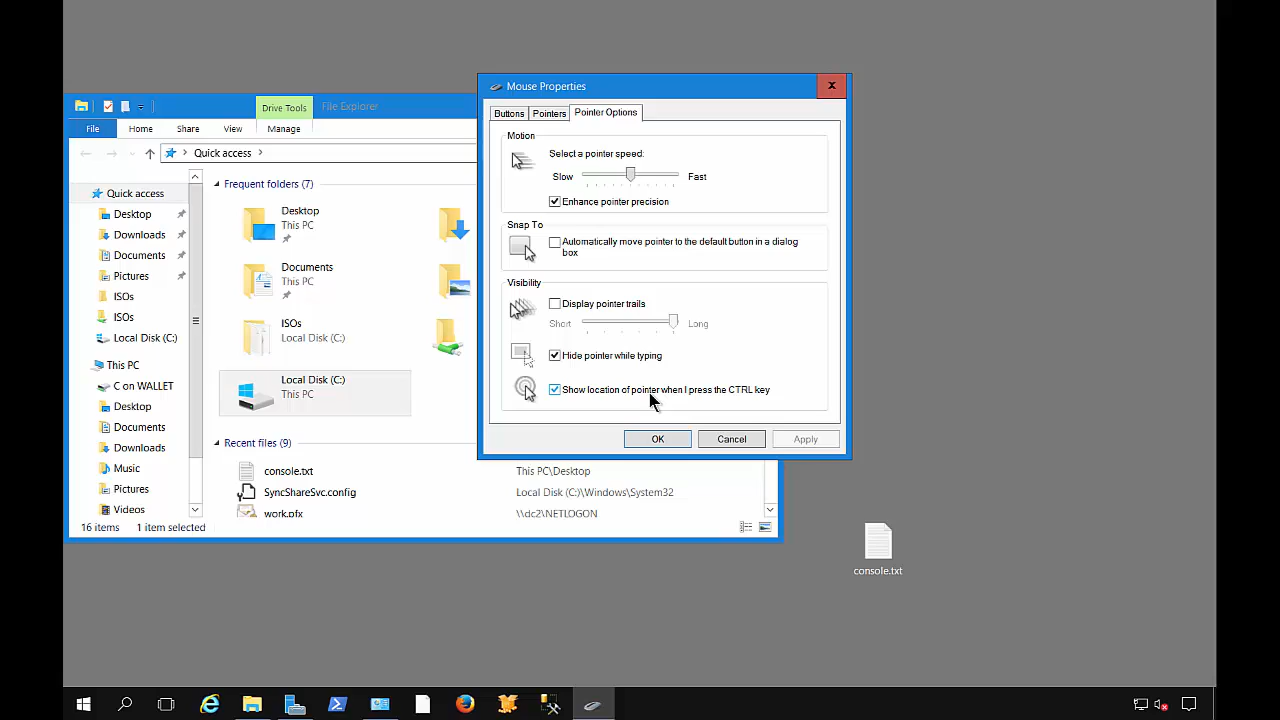 Mouse Properties
Buttons
Pointers
Pointer Options
Motion
Select a pointer speed:
Slow
Fast
Enhance pointer precision
Snap To
Automatically move pointer to the default button in a dialog
box
Visibility
Display pointer trails
Short
Long
Hide pointer while typing
Show location of pointer when I press the CTRL key
OK
Cancel
Apply
Drive Tools
File Explorer
File
Home
Share
View
Manage
Quick access
Quick access
Desktop
Downloads
Documents
Pictures
ISOs
ISOs
Local Disk (C:)
This PC
C on WALLET
Desktop
Documents
Downloads
Music
Pictures
Videos
Frequent folders (7)
Desktop
This PC
Documents
This PC
ISOs
Local Disk (C:)
Local Disk (C:)
This PC
Recent files (9)
console.txt
This PC\Desktop
SyncShareSvc.config
Local Disk (C:)\Windows\System32
work.pfx
\\dc2\NETLOGON
16 items
1 item selected
console.txt